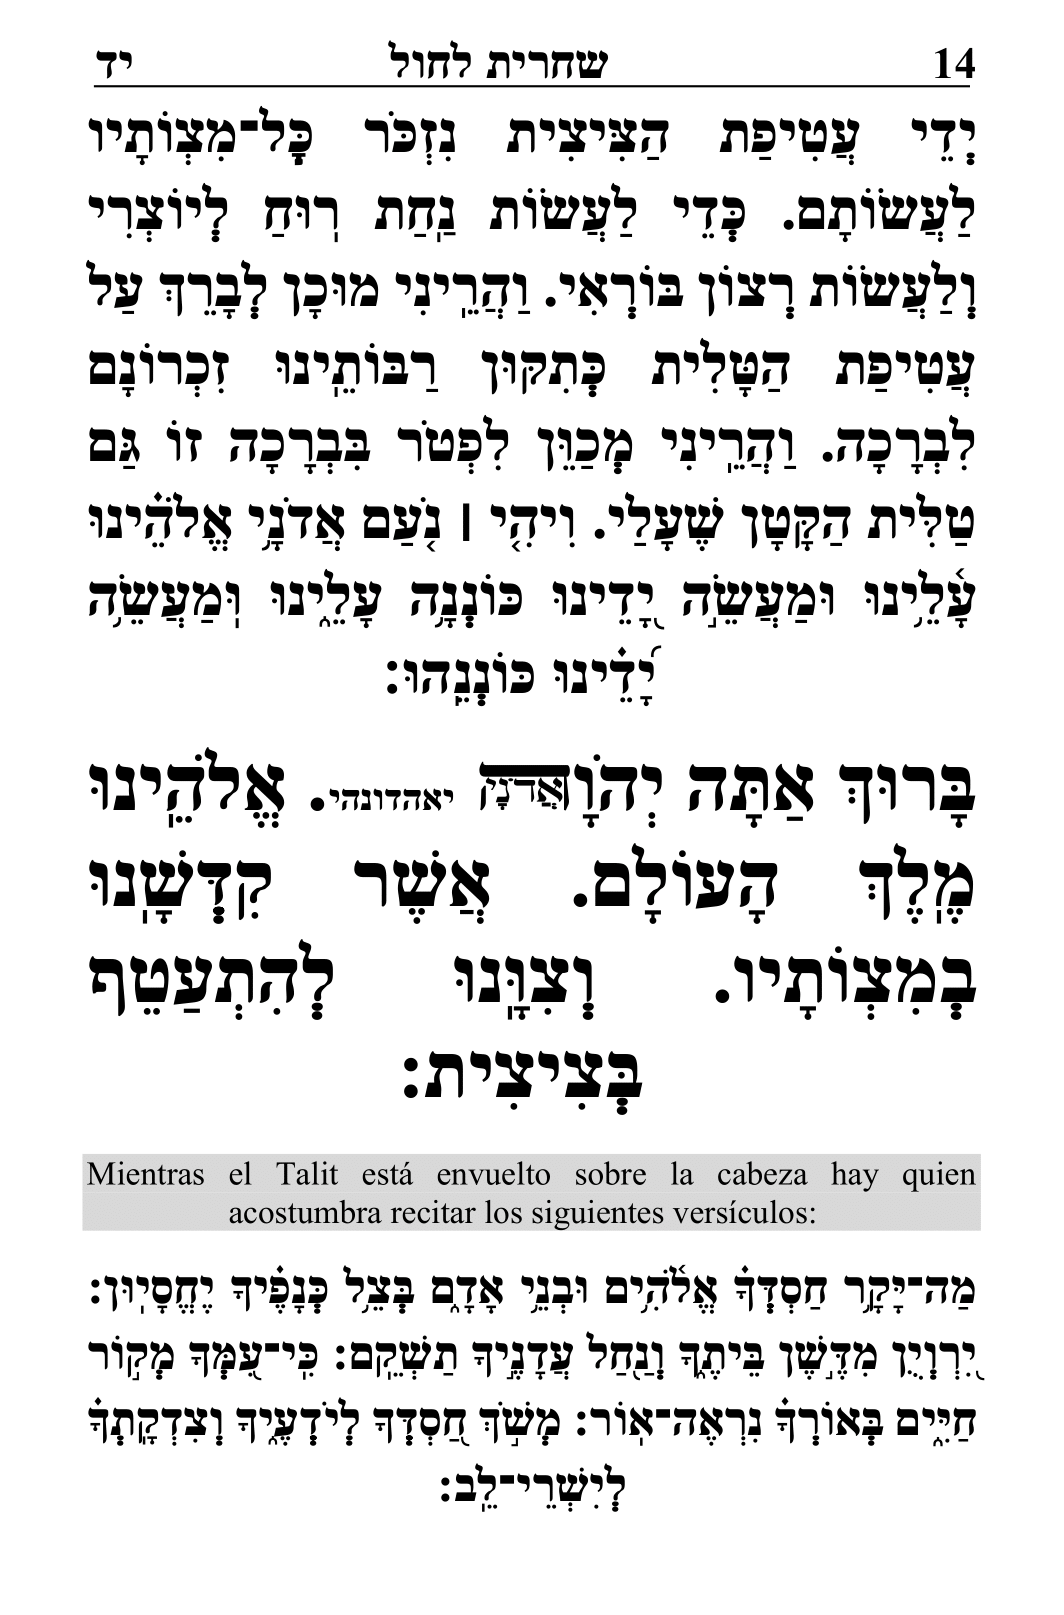 14 שחרית לחול יד
יְדֵי עֲטִיפַת הַצִּיצִית נִזְכֹּר כׇּל־מִצְוֹתָיו
לַעֲשׂוֹתָם. כְּדֵי לַעֲשׂוֹת נַחַת רוּחַ לְיוֹצְרִי
וְלַעֲשׂוֹת רְצוֹן בּוֹרְאִי. וַהֲרֵינִי מוּכָן לְבָרֵךְ עַל
עֲטִיפַת הַטָּלִית כְּתִקּוּן רַבּוֹתֵינוּ זִכְרוֹנָם
לִבְרָכָה. וַהֲרֵינִי מְכַוֵּן לִפְטֹר בִּבְרָכָה זוֹ גַּם
טַלִּית הַקָּטָן שֶׁעָלַי. וִיהִ֤י ׀ נֹ֤עַם אֲדֹנָ֥י אֱלֹהֵ֗ינוּ
עָ֫לֵ֥ינוּ וּמַעֲשֵׂ֣ה יָ֭דֵינוּ כּוֹנְנָ֥ה עָלֵ֑ינוּ וּֽמַעֲשֵׂ֥ה
יָ֝דֵ֗ינוּ כּוֹנְנֵֽהוּ:
בָּרוּךְ אַתָּה יְהֹוָה אֲדֹנָי יאהדונהי. אֱלֹהֵינוּ
מֶלֶךְ הָעוֹלָם. אֲשֶׁר קִדְּשָׁנוּ
בְּמִצְוֹתָיו. וְצִוָּנוּ לְהִתְעַטֵּף
בְּצִיצִית:
Mientras el Talit está envuelto sobre la cabeza hay quien
acostumbra recitar los siguientes versículos:
מַה־יָּקָ֥ר חַסְדְּךָ֗ אֱלֹ֫הִ֥ים וּבְנֵ֥י אָדָ֑ם בְּצֵ֥ל כְּ֝נָפֶ֗יךָ יֶחֱסָיֽוּן:
יִ֭רְוְיֻן מִדֶּ֣שֶׁן בֵּיתֶ֑ךָ וְנַ֖חַל עֲדָנֶ֣יךָ תַשְׁקֵֽם: כִּֽי־עִ֭מְּךָ מְק֣וֹר
חַיִּ֑ים בְּ֝אוֹרְךָ֗ נִרְאֶה־אֽוֹר: מְשֹׁ֣ךְ חַ֭סְדְּךָ לְיֹדְעֶ֑יךָ וְ֝צִדְקָֽתְךָ֗
לְיִשְׁרֵי־לֵֽב: